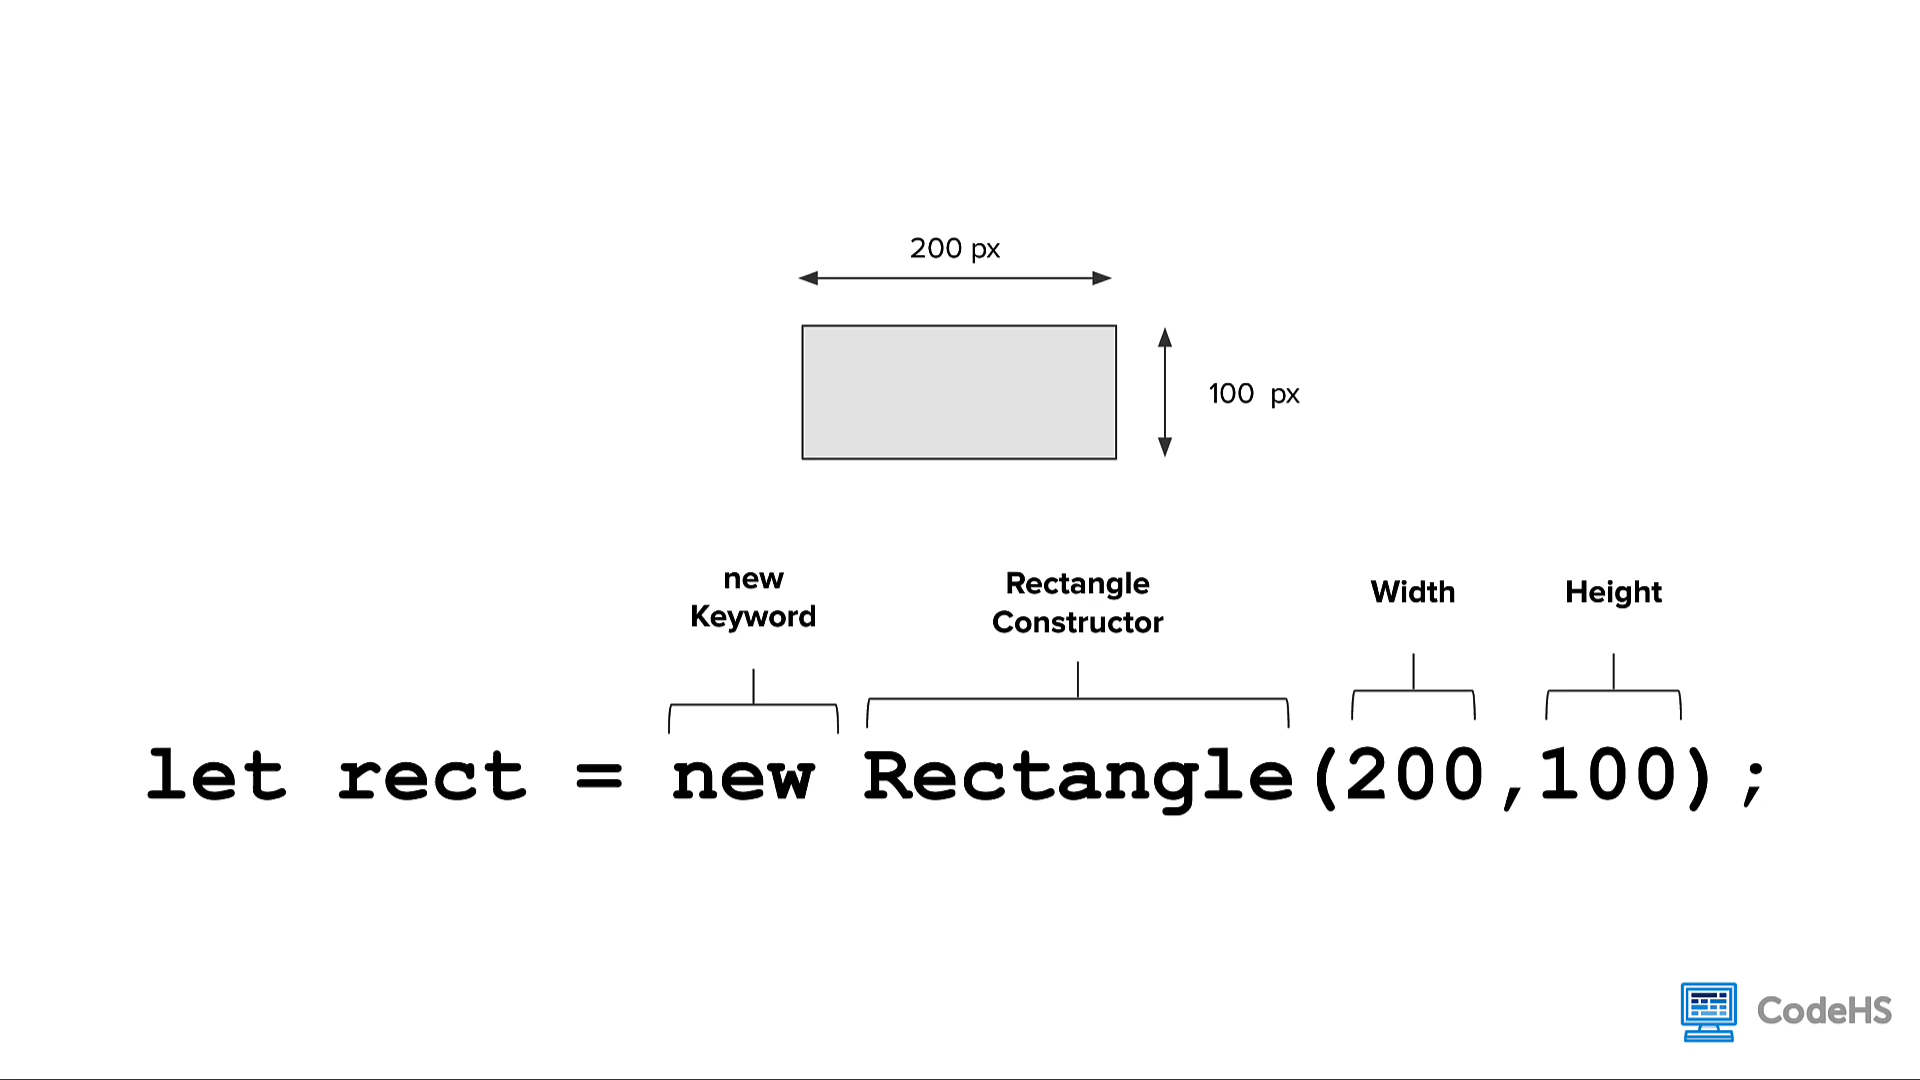 200 px
100 px
new
Keyword
Rectangle
Constructor
Width
Height
let rect = new Rectangle(200,100);
CodeHS